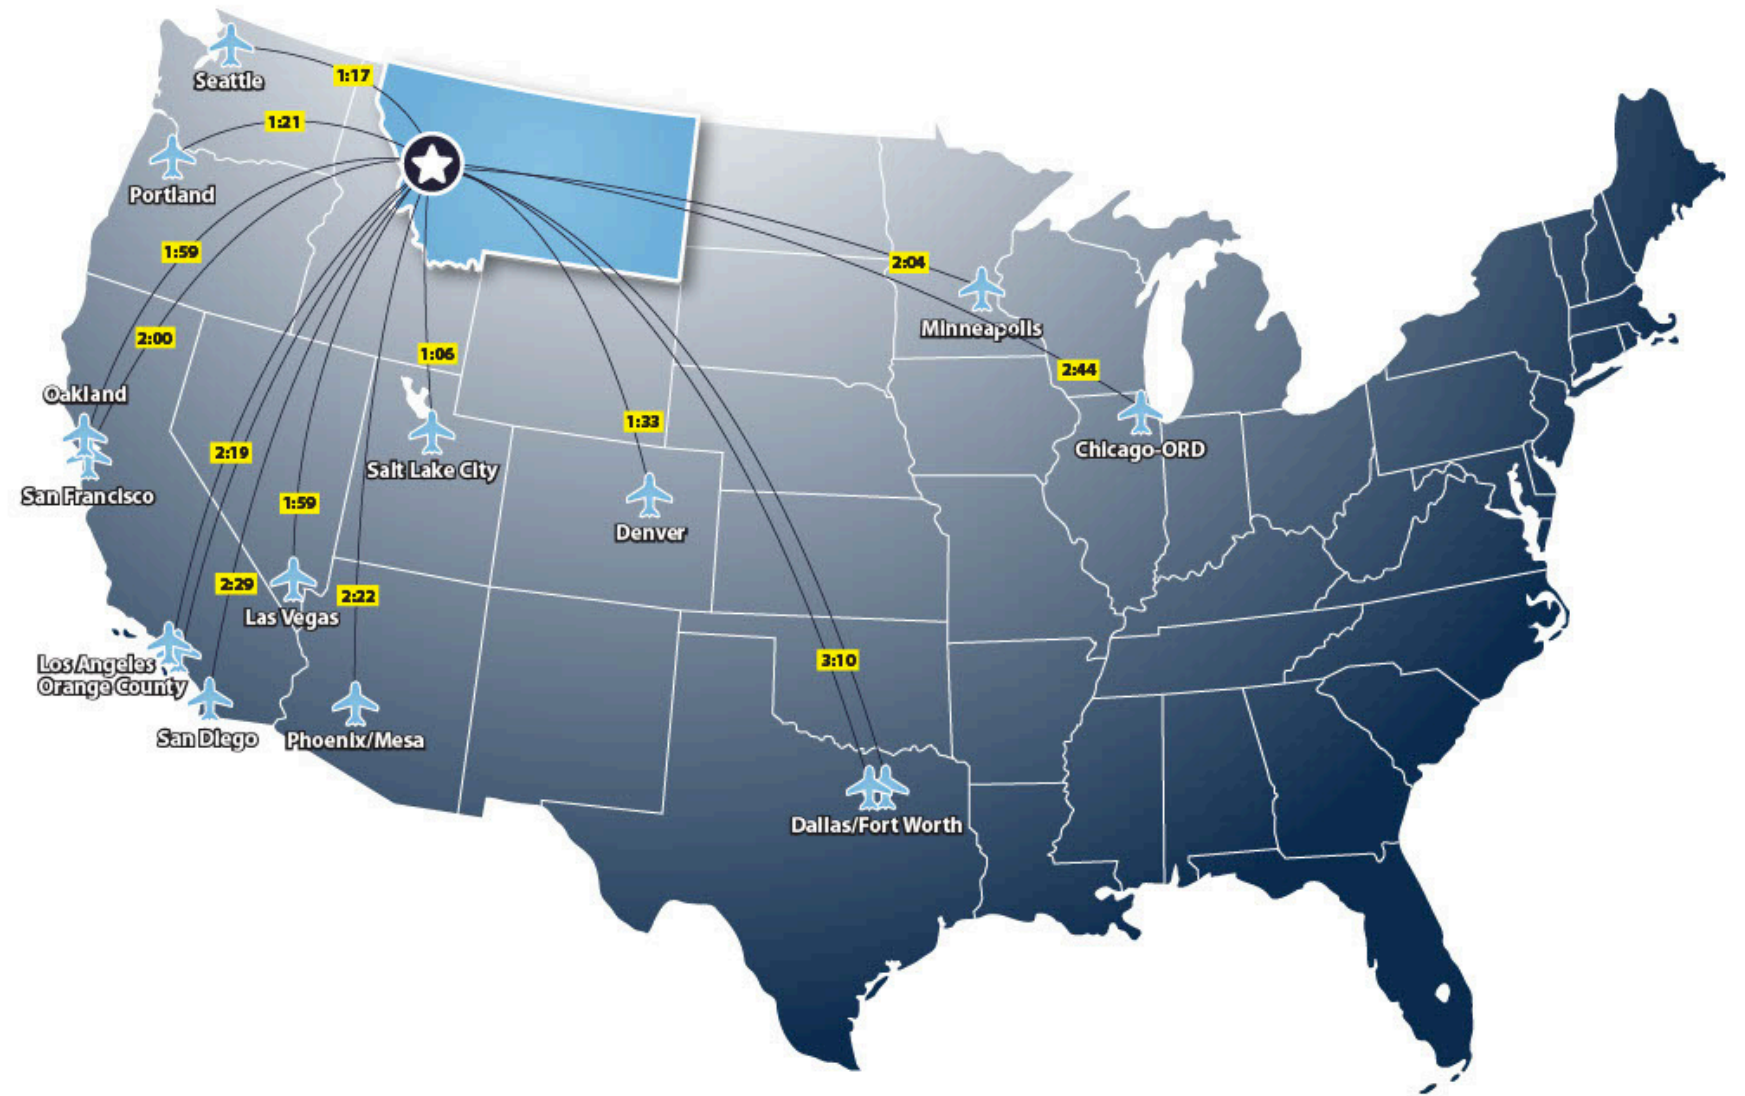 Seattle
1:17
1:21
Portland
1:59
2:04
Minneapolis
2:00
1:06
2:44
Oakland
1:33
Chicago-ORD
2:19
Salt Lake City
San Francisco
1:59
Denver
2:29
2:22
Las Vegas
Los Angeles
Orange County
3:10
San Diego
Phoenix/Mesa
Dallas/Fort Worth